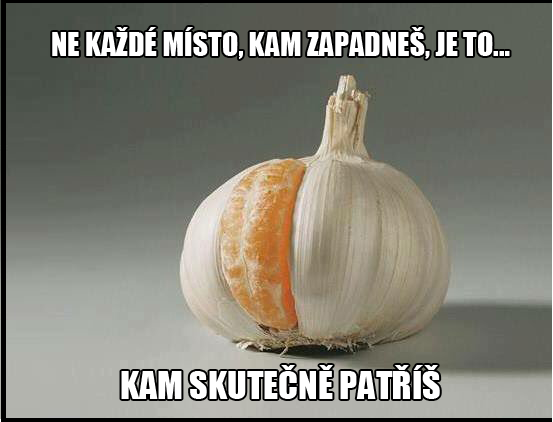 NE KAŽDÉ MÍSTO, KAM ZAPADNEŠ, JE TO...
KAM SKUTEČNĚ PATŘÍŠ